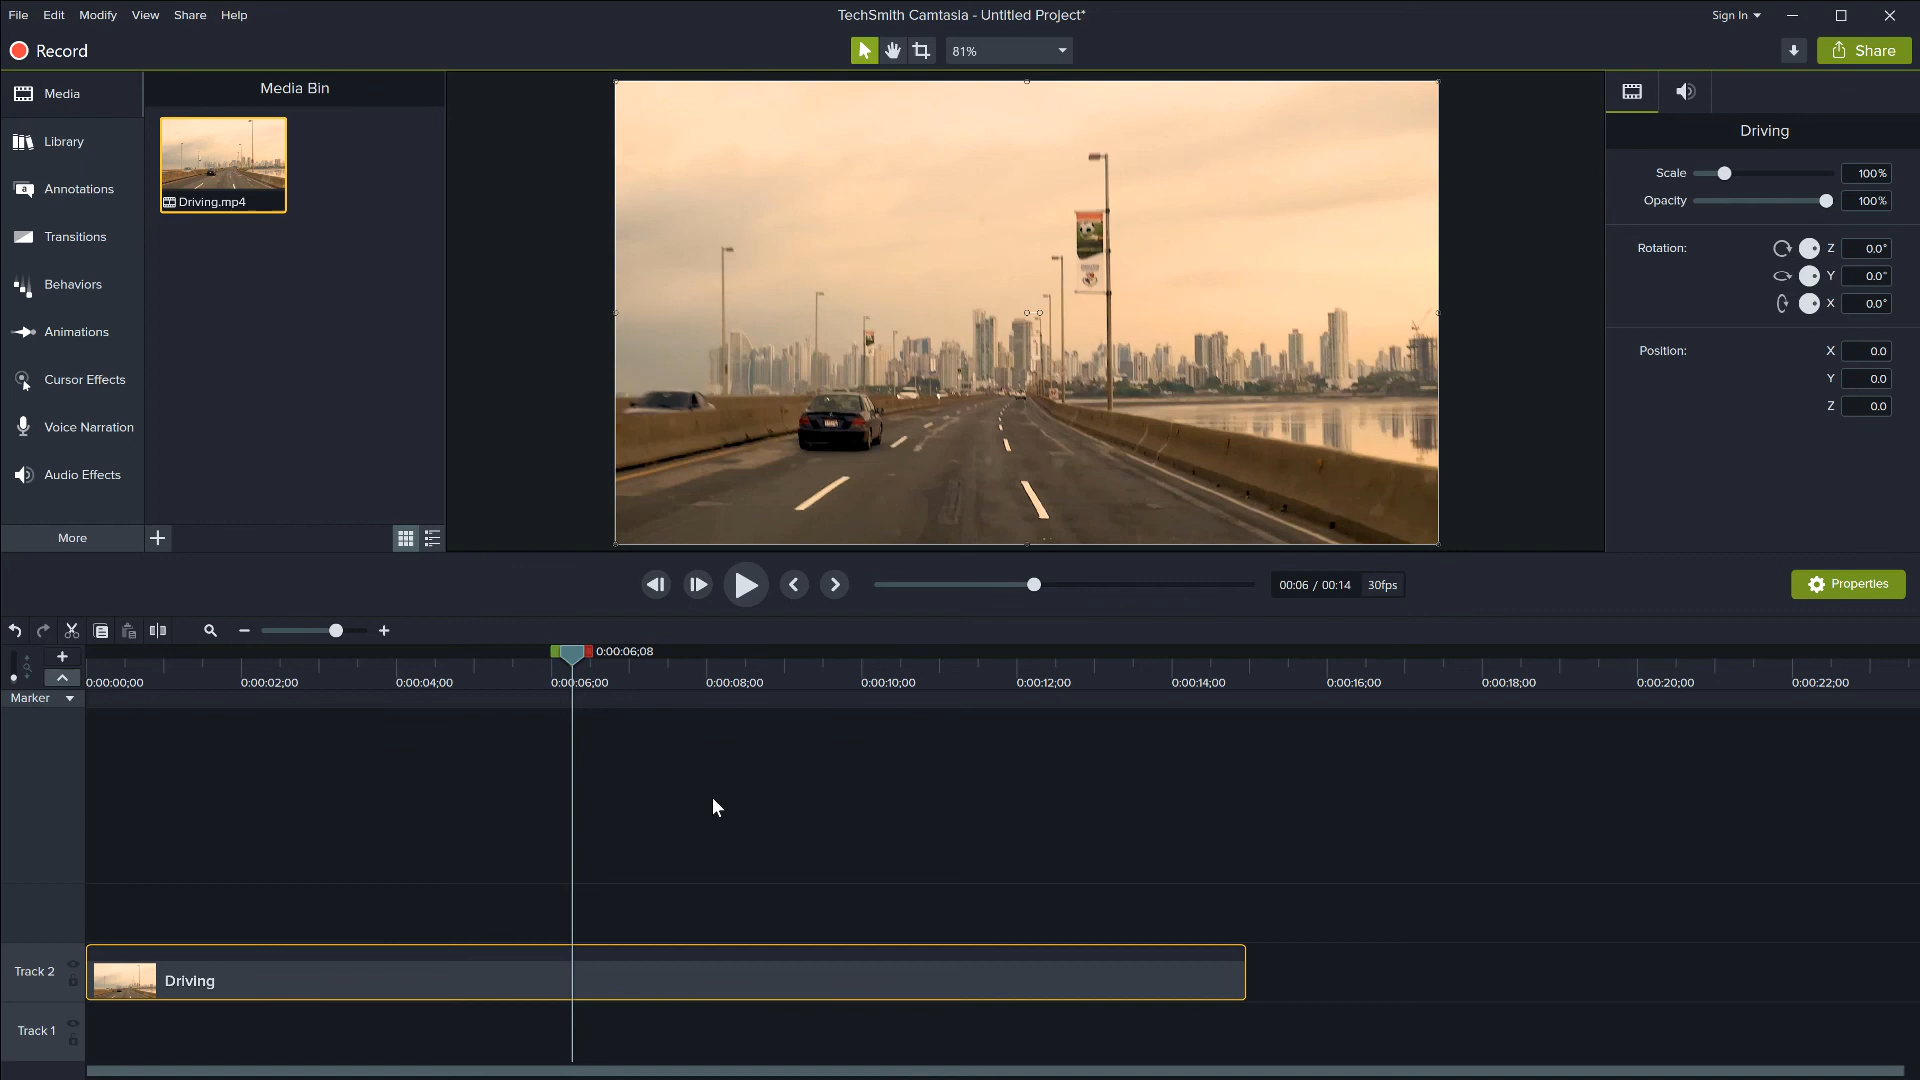 File Edit Modify View Share Help
TechSmith Camtasia - Untitled Project*
Sign In
Record
81%
Share
Media
Library
Annotations
Transitions
Behaviors
Animations
Cursor Effects
Voice Narration
Audio Effects
More
Media Bin
Driving.mp4
Driving
Scale 100%
Opacity 100%
Rotation: Z 0.0°
Y 0.0°
X 0.0°
Position: X 0.0
Y 0.0
Z 0.0
00:06 / 00:14 30fps
Properties
0:00:06;08
0:00:00;00 0:00:02;00 0:00:04;00 0:00:06;00 0:00:08;00 0:00:10;00 0:00:12;00 0:00:14;00 0:00:16;00 0:00:18;00 0:00:20;00 0:00:22;00
Marker
Track 2
Driving
Track 1